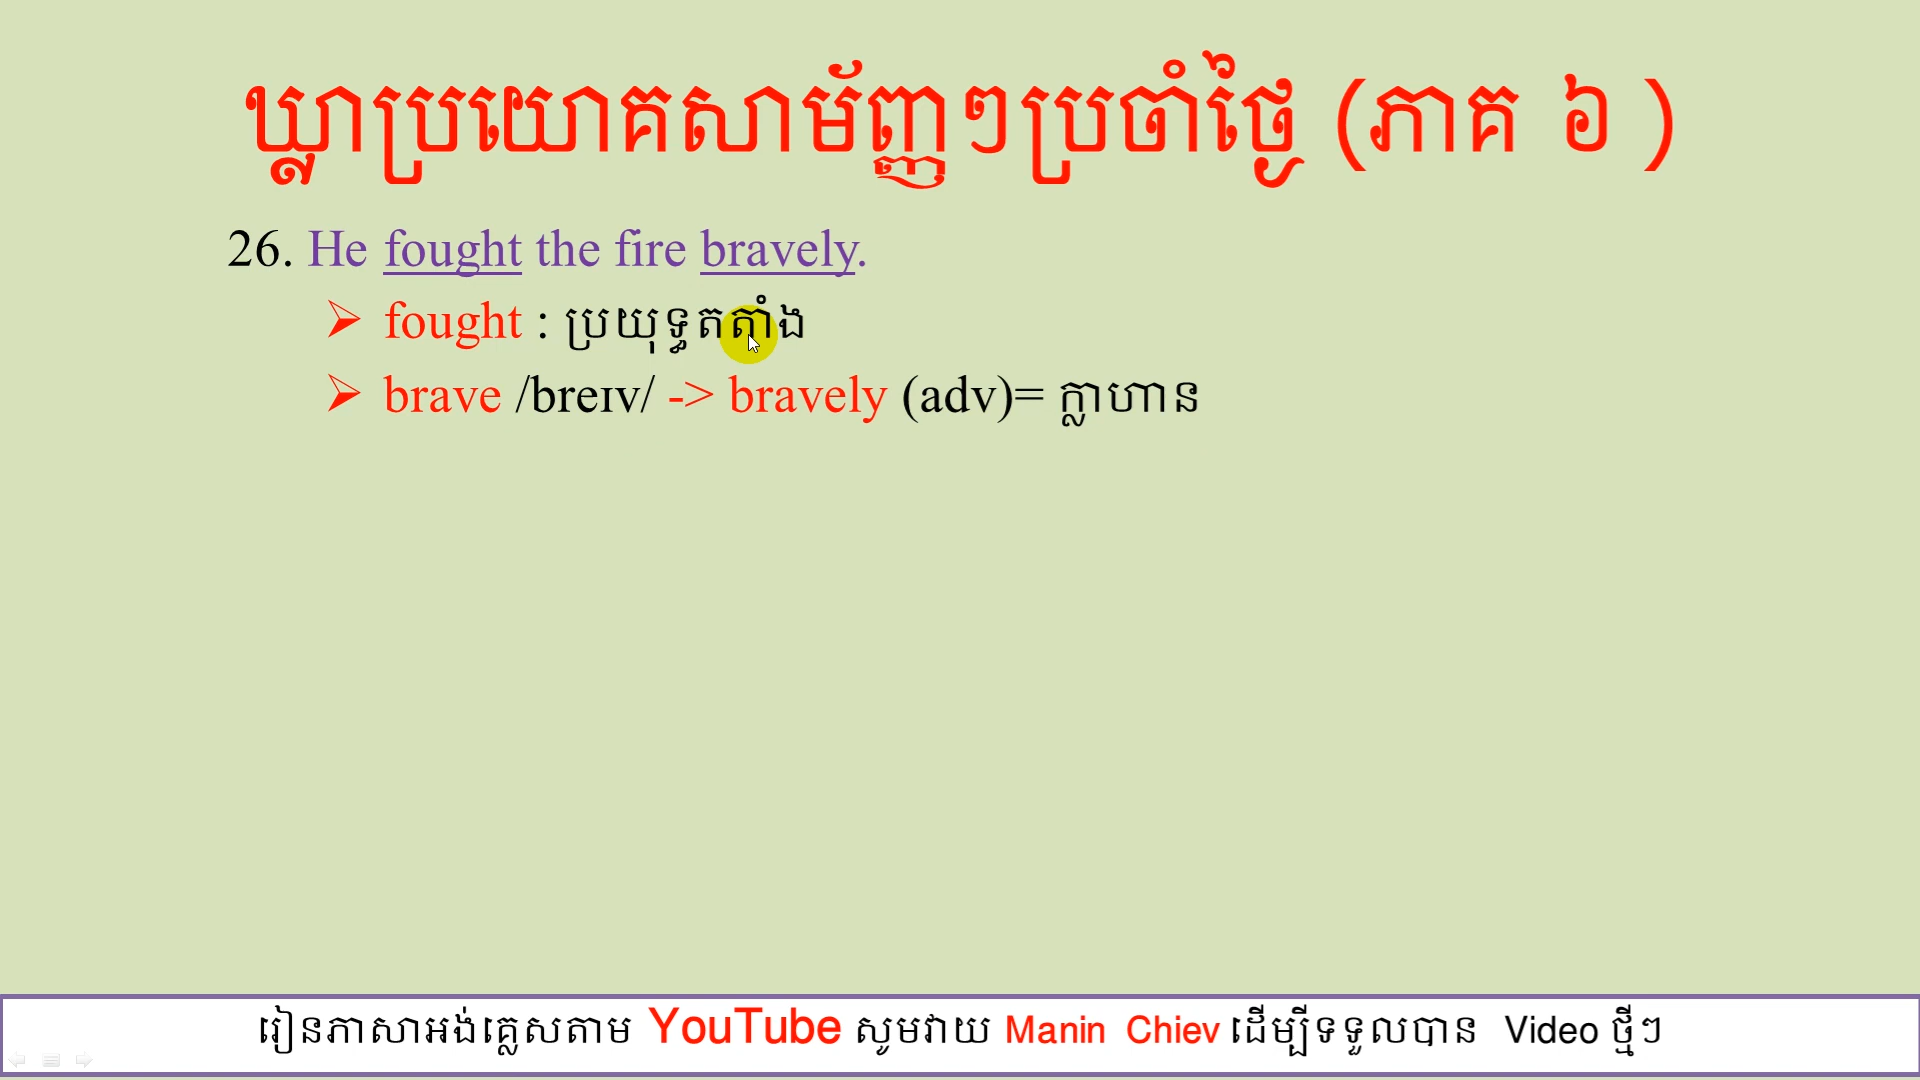 ឃ្លាប្រយោគសាម័ញ្ញៗប្រចាំថ្ងៃ (ភាគ ៦ )
26. He fought the fire bravely.
➢ fought : ប្រយុទ្ធតតាំង
➢ brave /breɪv/ -> bravely (adv)= ក្លាហាន
រៀនភាសាអង់គ្លេសតាម YouTube សូមវាយ Manin Chiev ដើម្បីទទួលបាន Video ថ្មីៗ